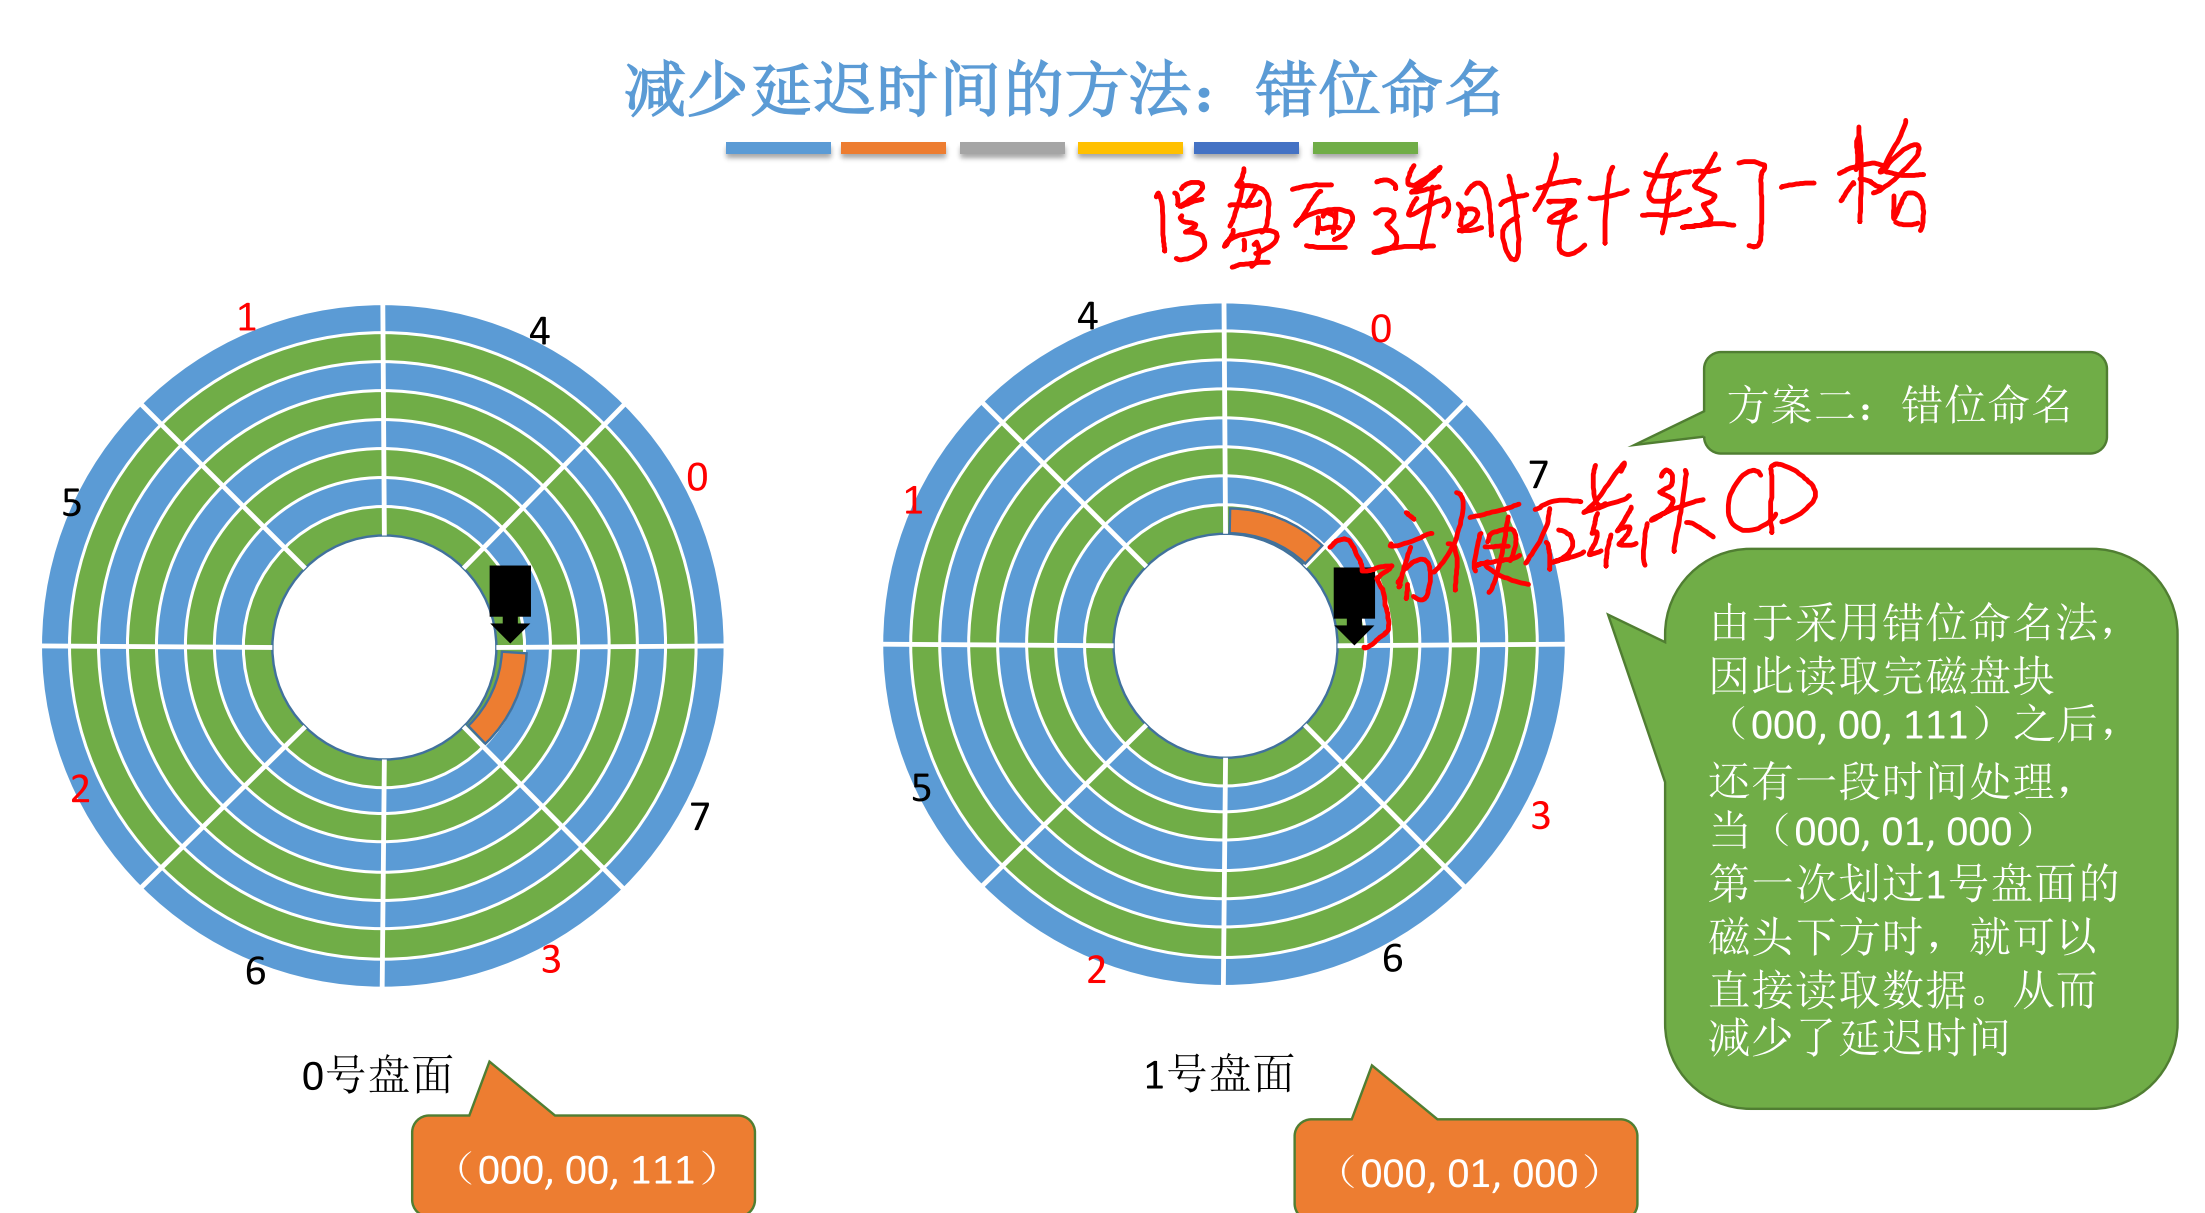 减少延迟时间的方法：错位命名
1号盘面逆时针转了一格
1
4
5
0
2
7
6
3
0号盘面
（000, 00, 111）
4
0
1
7
方便磁头
5
3
2
6
1号盘面
（000, 01, 000）
方案二：错位命名
由于采用错位命名法，
因此读取完磁盘块
（000, 00, 111）之后，
还有一段时间处理，
当（000, 01, 000）
第一次划过1号盘面的
磁头下方时，就可以
直接读取数据。从而
减少了延迟时间